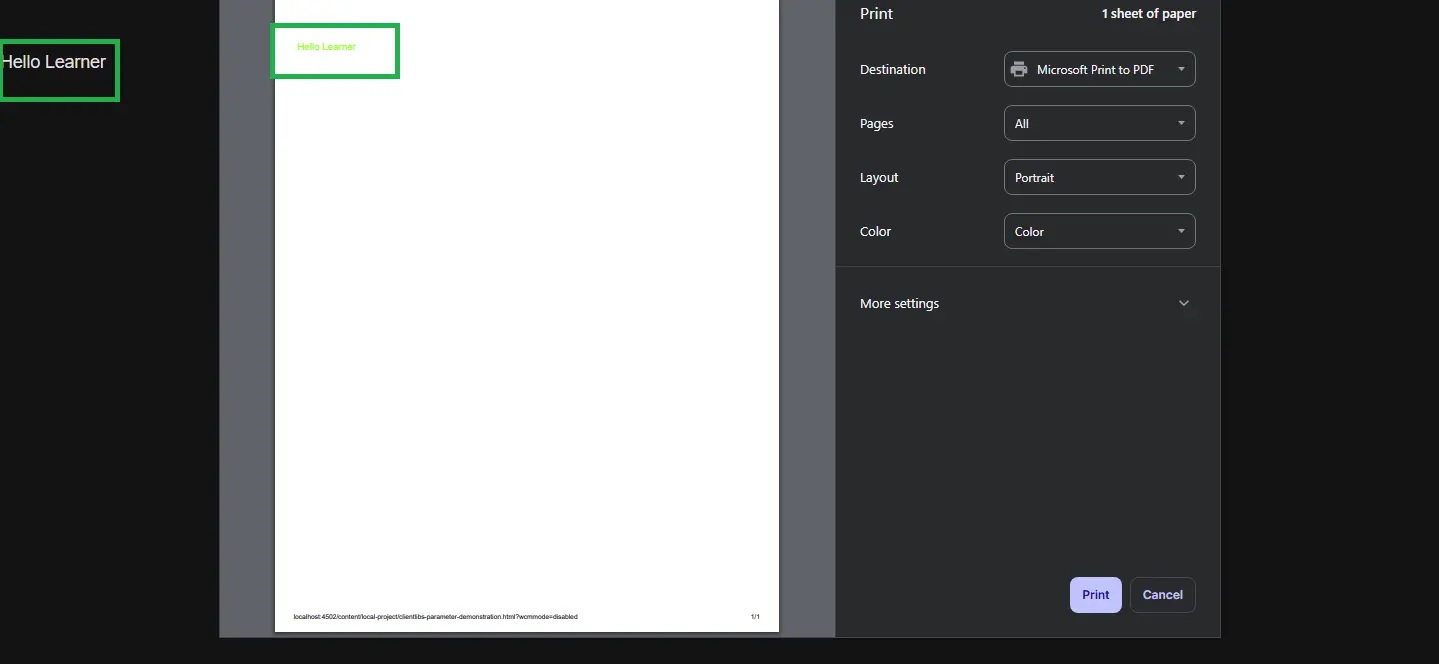 Hello Learner
Hello Learner
localhost:4502/content/local-project/clientlibs-parameter-demonstration.html?wcmmode=disabled
1/1
Print
1 sheet of paper
Destination
Microsoft Print to PDF
Pages
All
Layout
Portrait
Color
Color
More settings
Print
Cancel